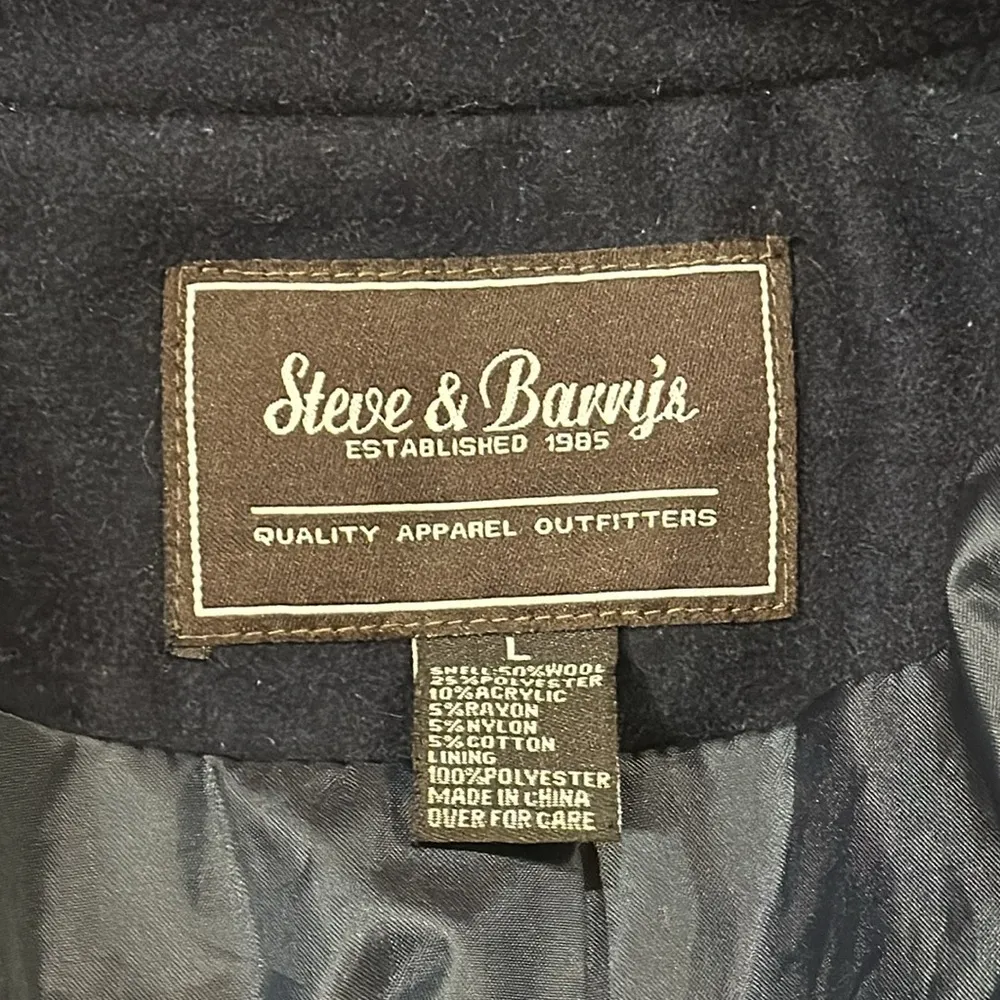 Steve & Barry's
ESTABLISHED 1985
QUALITY APPAREL OUTFITTERS
L
SHELL:50%WOOL
25%POLYESTER
10%ACRYLIC
5%RAYON
5%NYLON
5%COTTON
LINING
100%POLYESTER
MADE IN CHINA
OVER FOR CARE